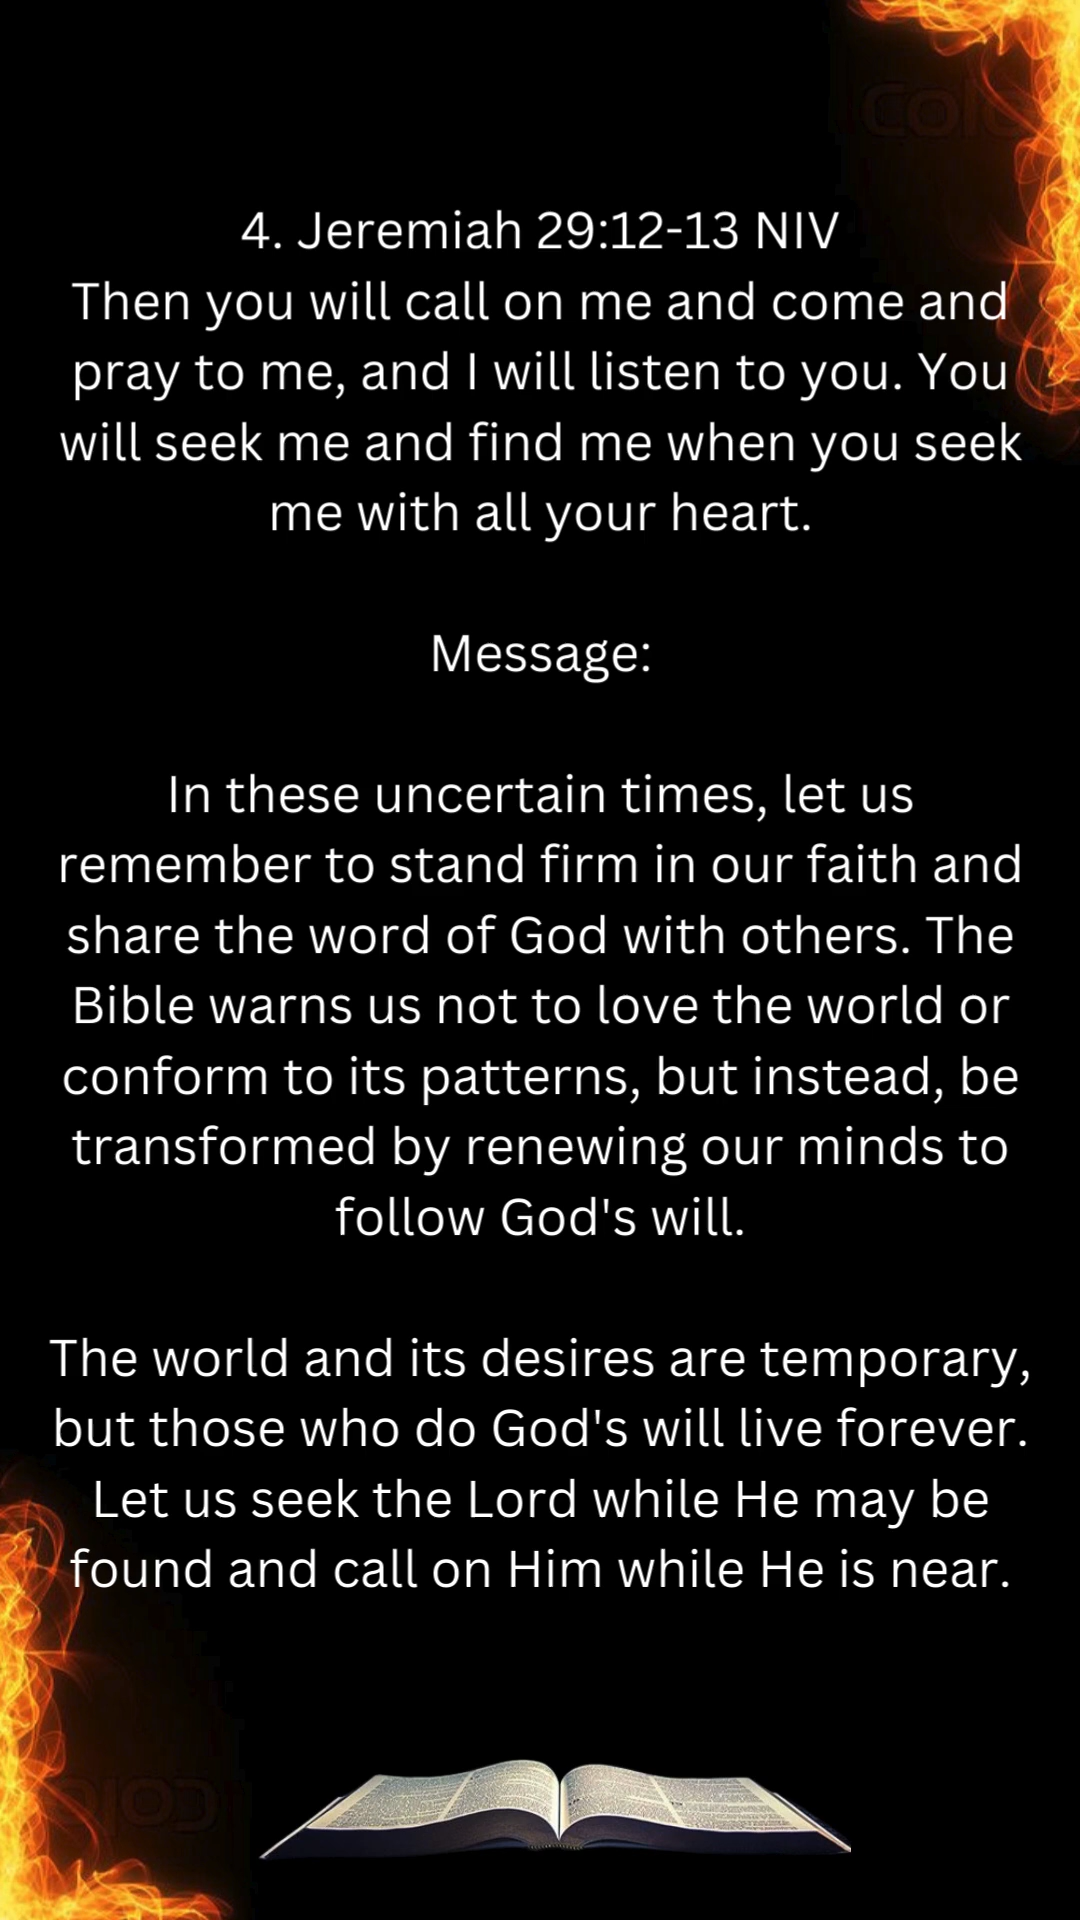 4. Jeremiah 29:12-13 NIV
Then you will call on me and come and
pray to me, and I will listen to you. You
will seek me and find me when you seek
me with all your heart.
Message:
In these uncertain times, let us
remember to stand firm in our faith and
share the word of God with others. The
Bible warns us not to love the world or
conform to its patterns, but instead, be
transformed by renewing our minds to
follow God's will.
The world and its desires are temporary,
but those who do God's will live forever.
Let us seek the Lord while He may be
found and call on Him while He is near.